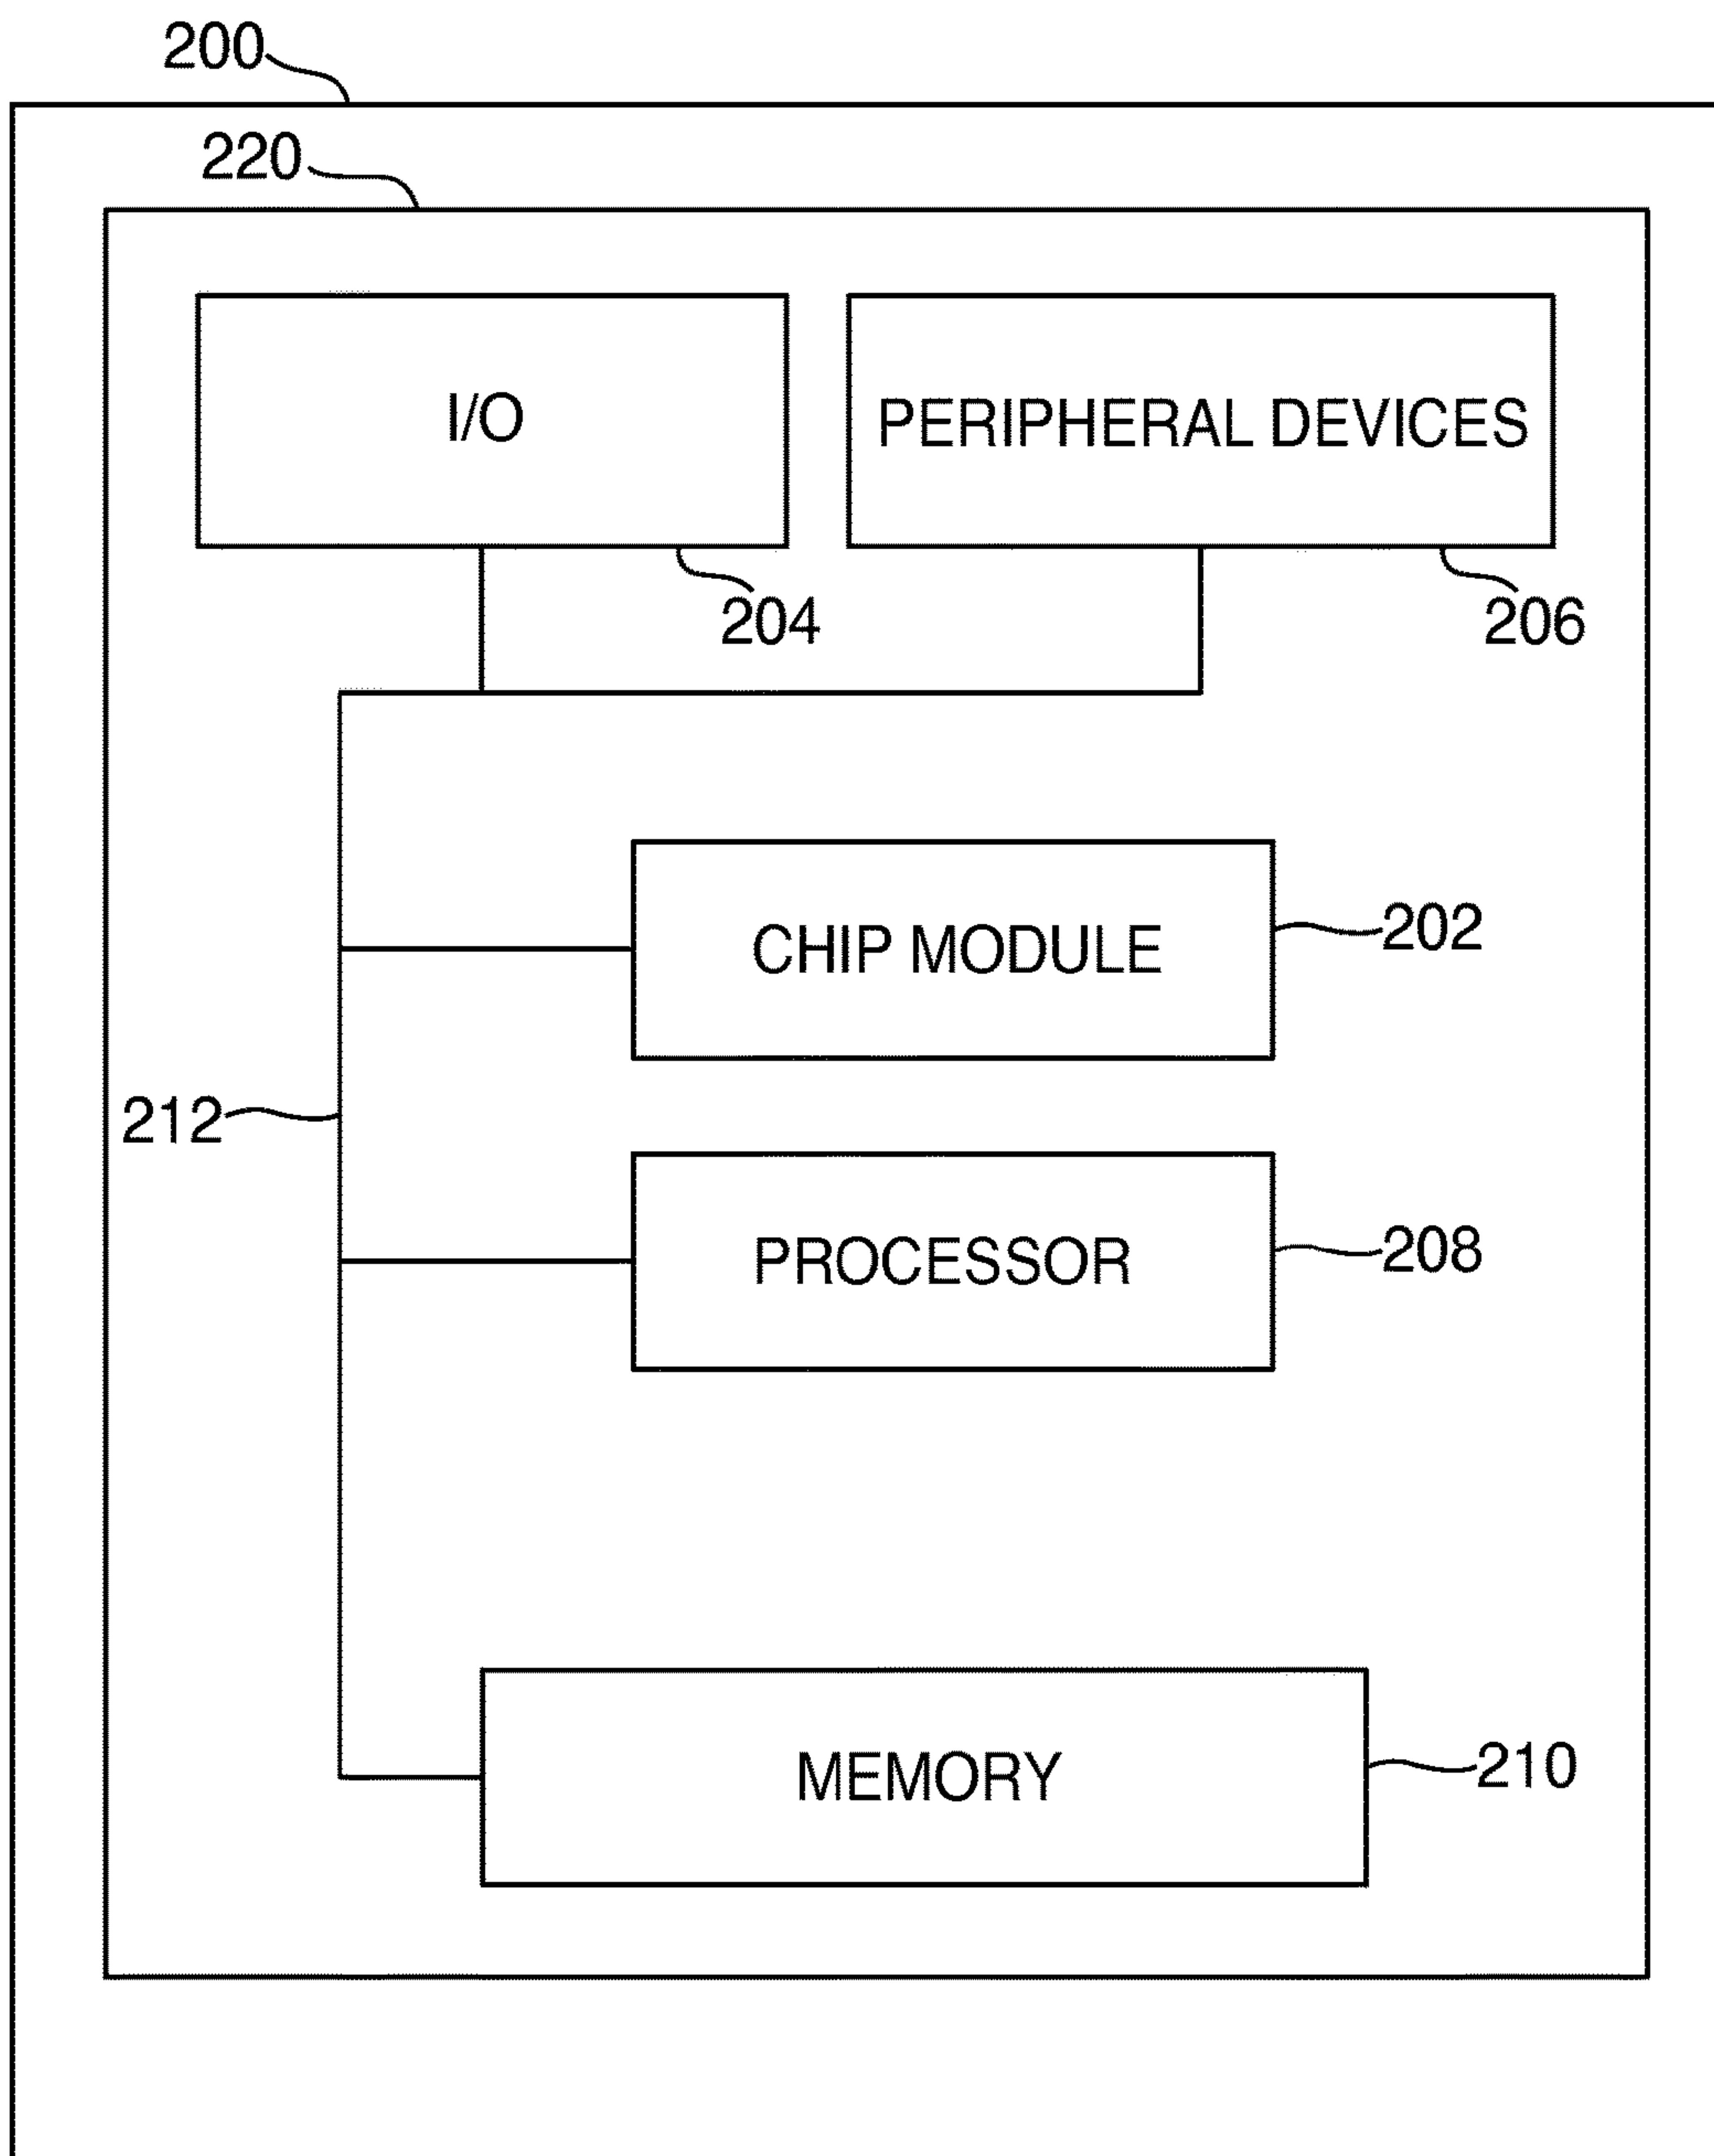 200
220
I/O
PERIPHERAL DEVICES
204
206
CHIP MODULE
202
212
PROCESSOR
208
MEMORY
210